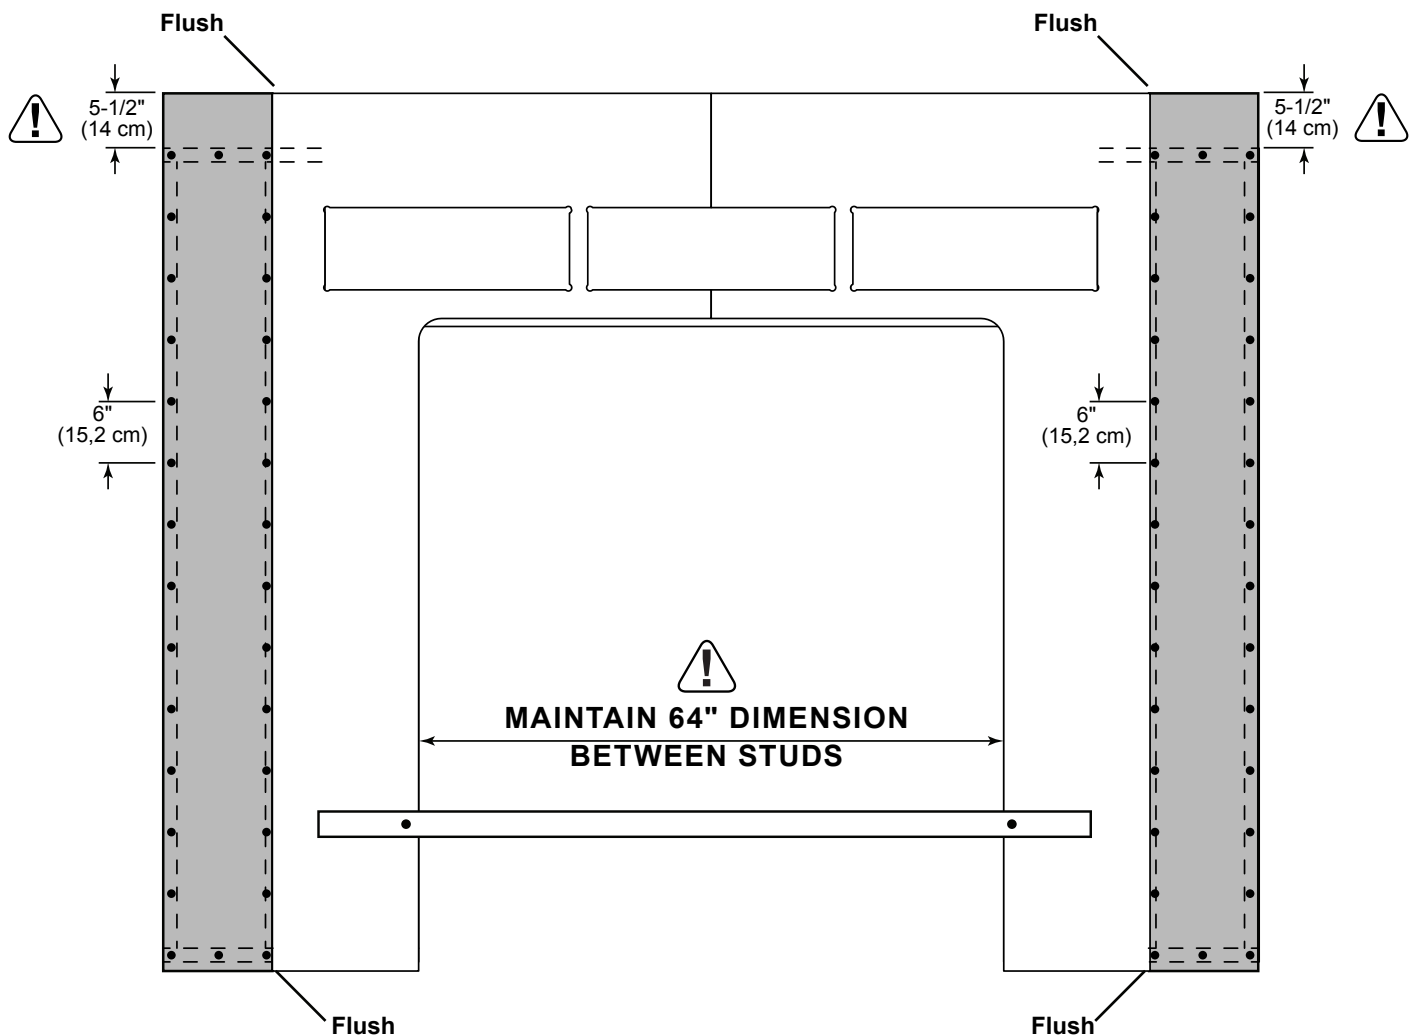 Flush
Flush
5-1/2"
(14 cm)
5-1/2"
(14 cm)
6"
(15,2 cm)
6"
(15,2 cm)
MAINTAIN 64" DIMENSION
BETWEEN STUDS
Flush
Flush